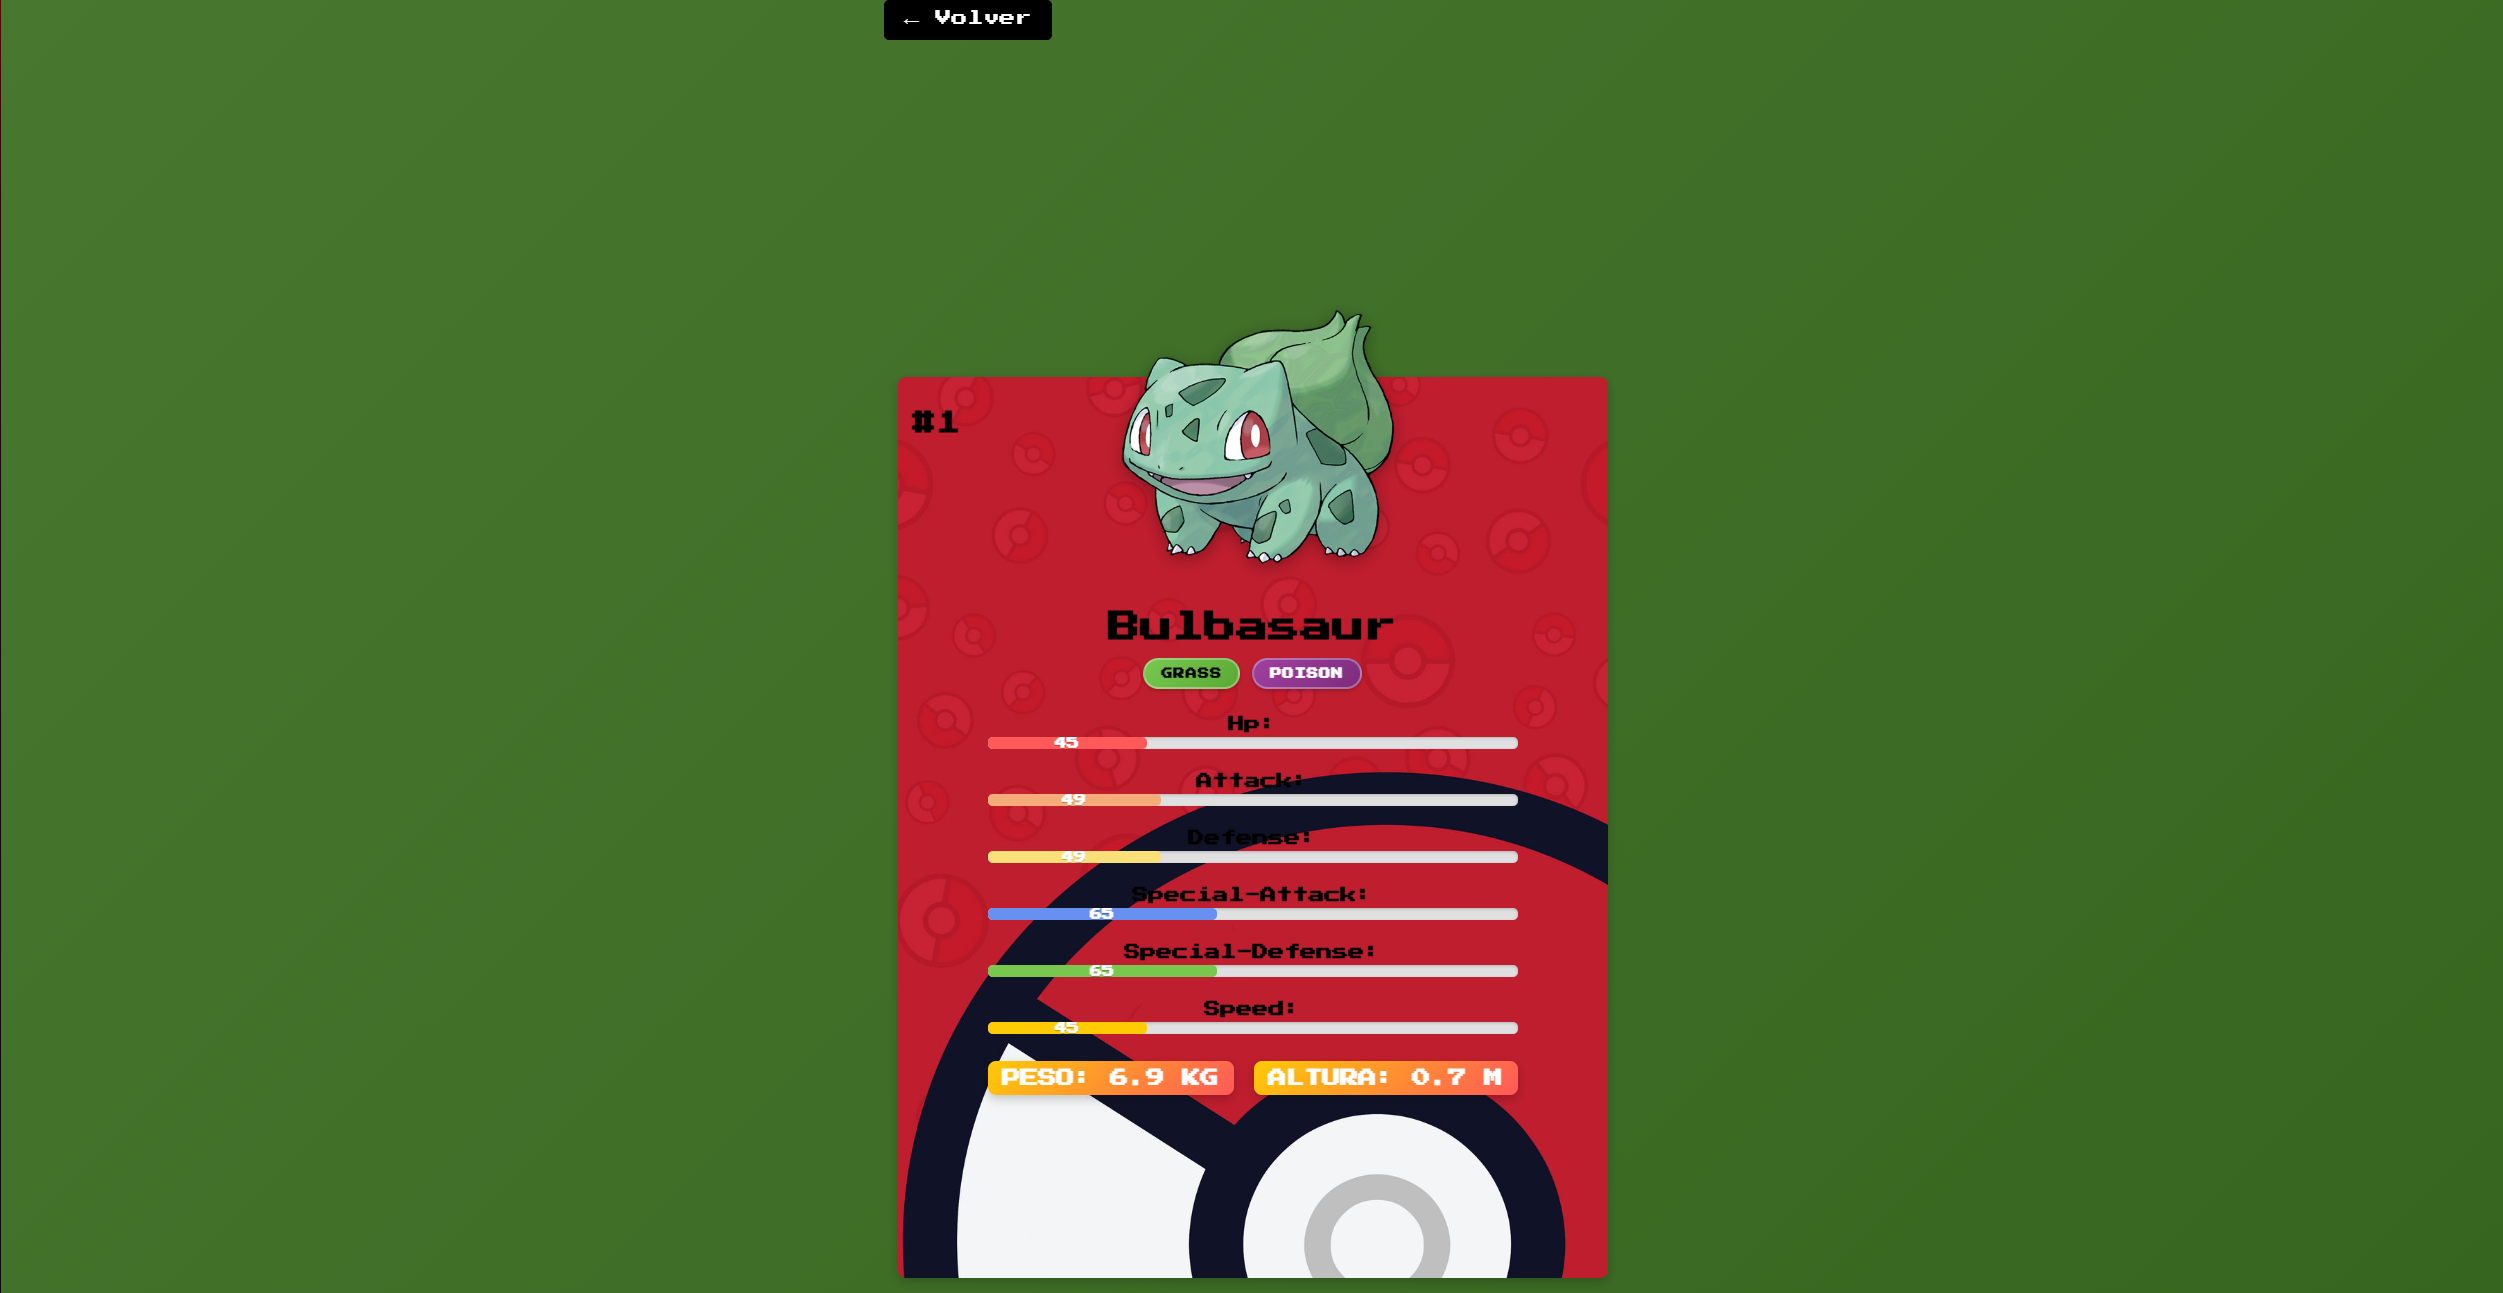 ← Volver
#1
Bulbasaur
GRASS POISON
Hp:
45
Attack:
49
Defense:
49
Special-Attack:
65
Special-Defense:
65
Speed:
45
PESO: 6.9 KG ALTURA: 0.7 M